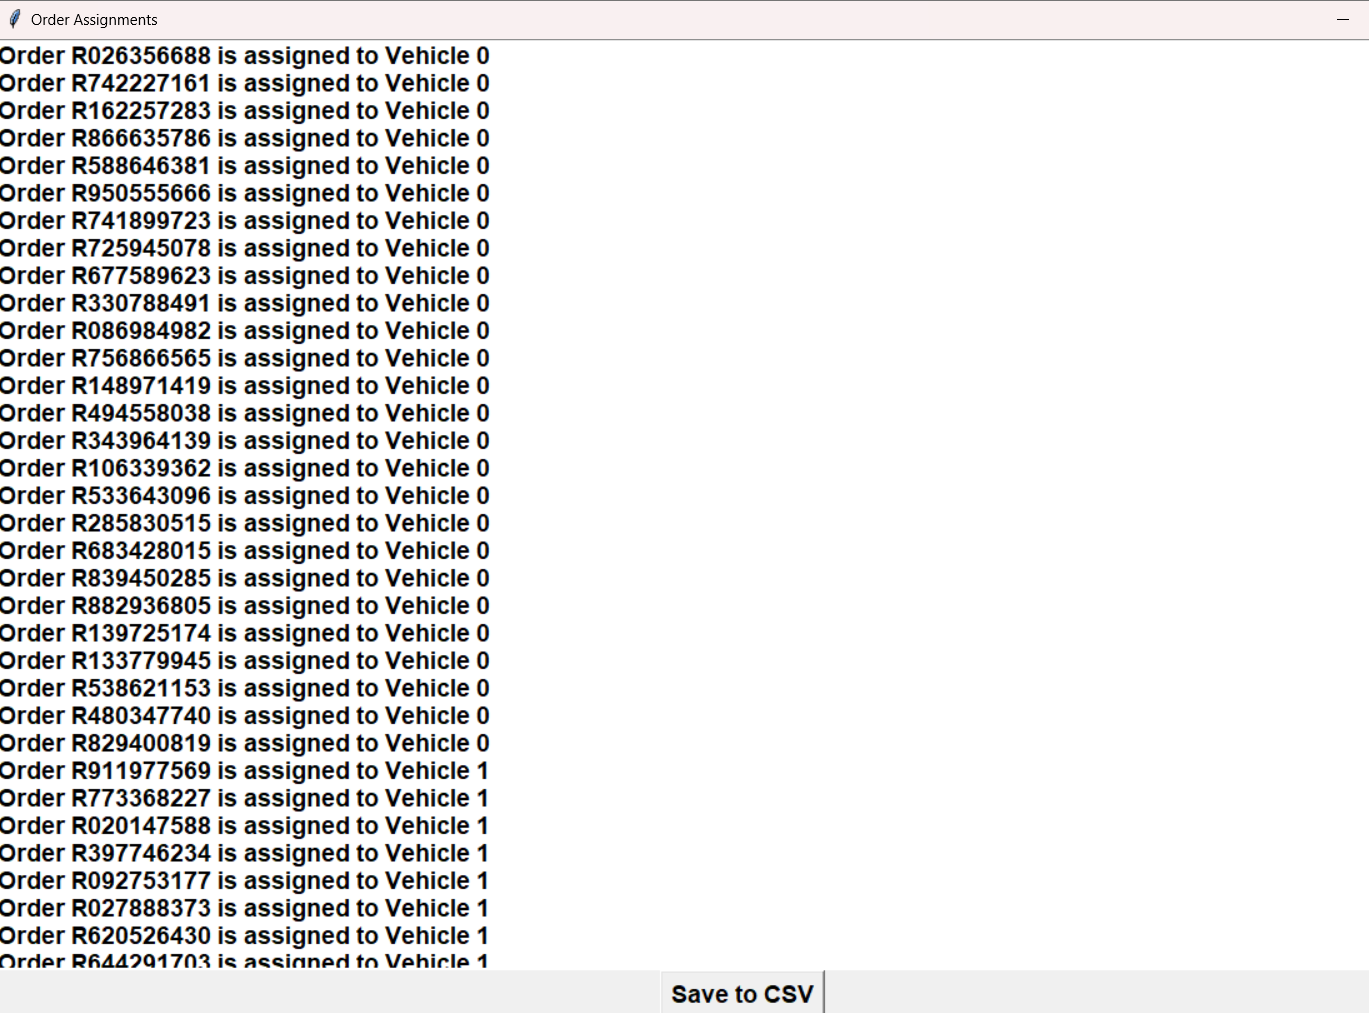 Order Assignments
Order R026356688 is assigned to Vehicle 0
Order R742227161 is assigned to Vehicle 0
Order R162257283 is assigned to Vehicle 0
Order R866635786 is assigned to Vehicle 0
Order R588646381 is assigned to Vehicle 0
Order R950555666 is assigned to Vehicle 0
Order R741899723 is assigned to Vehicle 0
Order R725945078 is assigned to Vehicle 0
Order R677589623 is assigned to Vehicle 0
Order R330788491 is assigned to Vehicle 0
Order R086984982 is assigned to Vehicle 0
Order R756866565 is assigned to Vehicle 0
Order R148971419 is assigned to Vehicle 0
Order R494558038 is assigned to Vehicle 0
Order R343964139 is assigned to Vehicle 0
Order R106339362 is assigned to Vehicle 0
Order R533643096 is assigned to Vehicle 0
Order R285830515 is assigned to Vehicle 0
Order R683428015 is assigned to Vehicle 0
Order R839450285 is assigned to Vehicle 0
Order R882936805 is assigned to Vehicle 0
Order R139725174 is assigned to Vehicle 0
Order R133779945 is assigned to Vehicle 0
Order R538621153 is assigned to Vehicle 0
Order R480347740 is assigned to Vehicle 0
Order R829400819 is assigned to Vehicle 0
Order R911977569 is assigned to Vehicle 1
Order R773368227 is assigned to Vehicle 1
Order R020147588 is assigned to Vehicle 1
Order R397746234 is assigned to Vehicle 1
Order R092753177 is assigned to Vehicle 1
Order R027888373 is assigned to Vehicle 1
Order R620526430 is assigned to Vehicle 1
Order R644291703 is assigned to Vehicle 1
Save to CSV